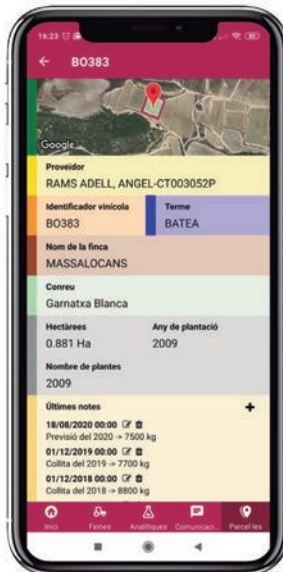 16:23
BO383
Google
Proveïdor
RAMS ADELL, ANGEL-CT003052P
Identificador vinícola
Terme
BO383
BATEA
Nom de la finca
MASSALOCANS
Conreu
Garnatxa Blanca
Hectàrees
Any de plantació
0.881 Ha
2009
Nombre de plantes
2009
Últimes notes
+
18/08/2020 00:00
Previsió del 2020 -> 7500 kg
01/12/2019 00:00
Collita del 2019 -> 7700 kg
01/12/2018 00:00
Collita del 2018 -> 8800 kg
Inici
Feines
Analítiques
Comunicaci...
Parcel·les